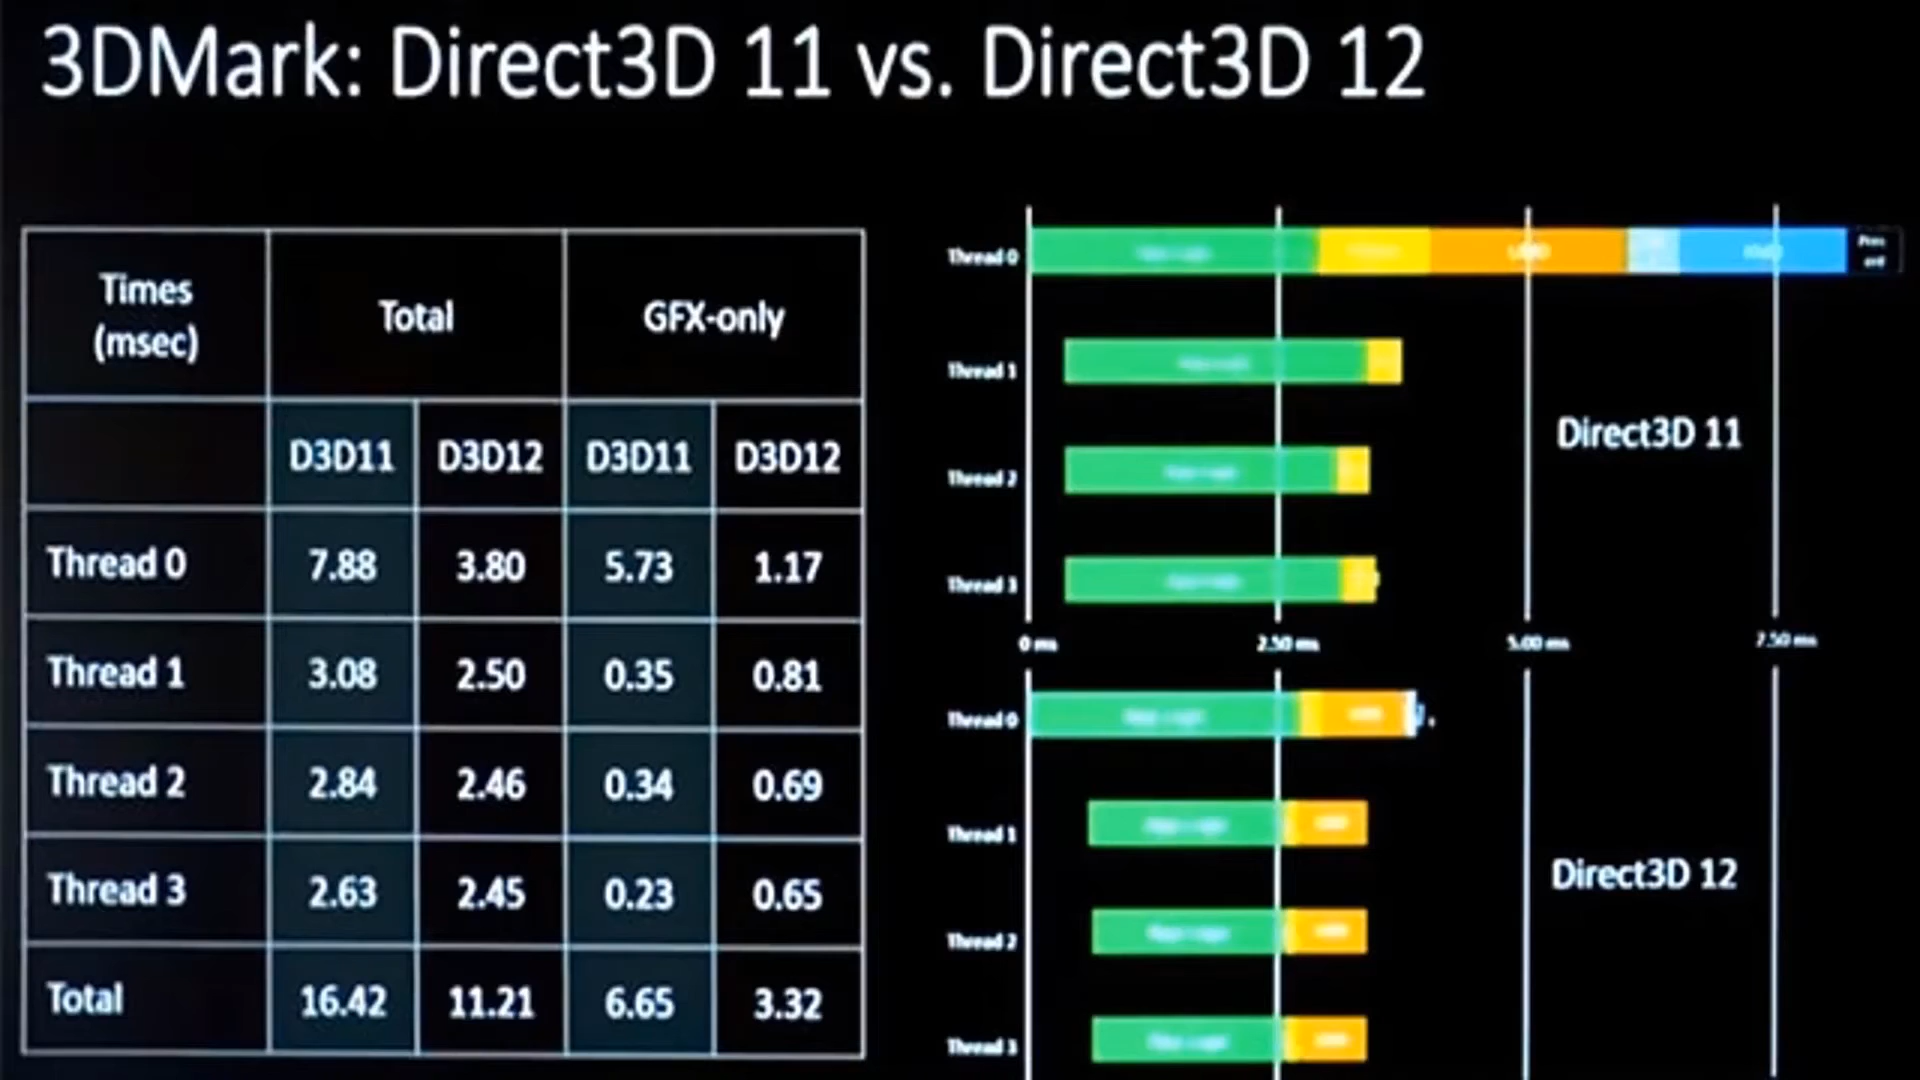 3DMark: Direct3D 11 vs. Direct3D 12
Times
(msec)
Total
GFX-only
D3D11
D3D12
D3D11
D3D12
Thread 0
7.88
3.80
5.73
1.17
Thread 1
3.08
2.50
0.35
0.81
Thread 2
2.84
2.46
0.34
0.69
Thread 3
2.63
2.45
0.23
0.65
Total
16.42
11.21
6.65
3.32
Thread 0
Pres
ent
Thread 1
Thread 2
Thread 3
Direct3D 11
0 ms
2.50 ms
5.00 ms
7.50 ms
Thread 0
Thread 1
Thread 2
Thread 3
Direct3D 12